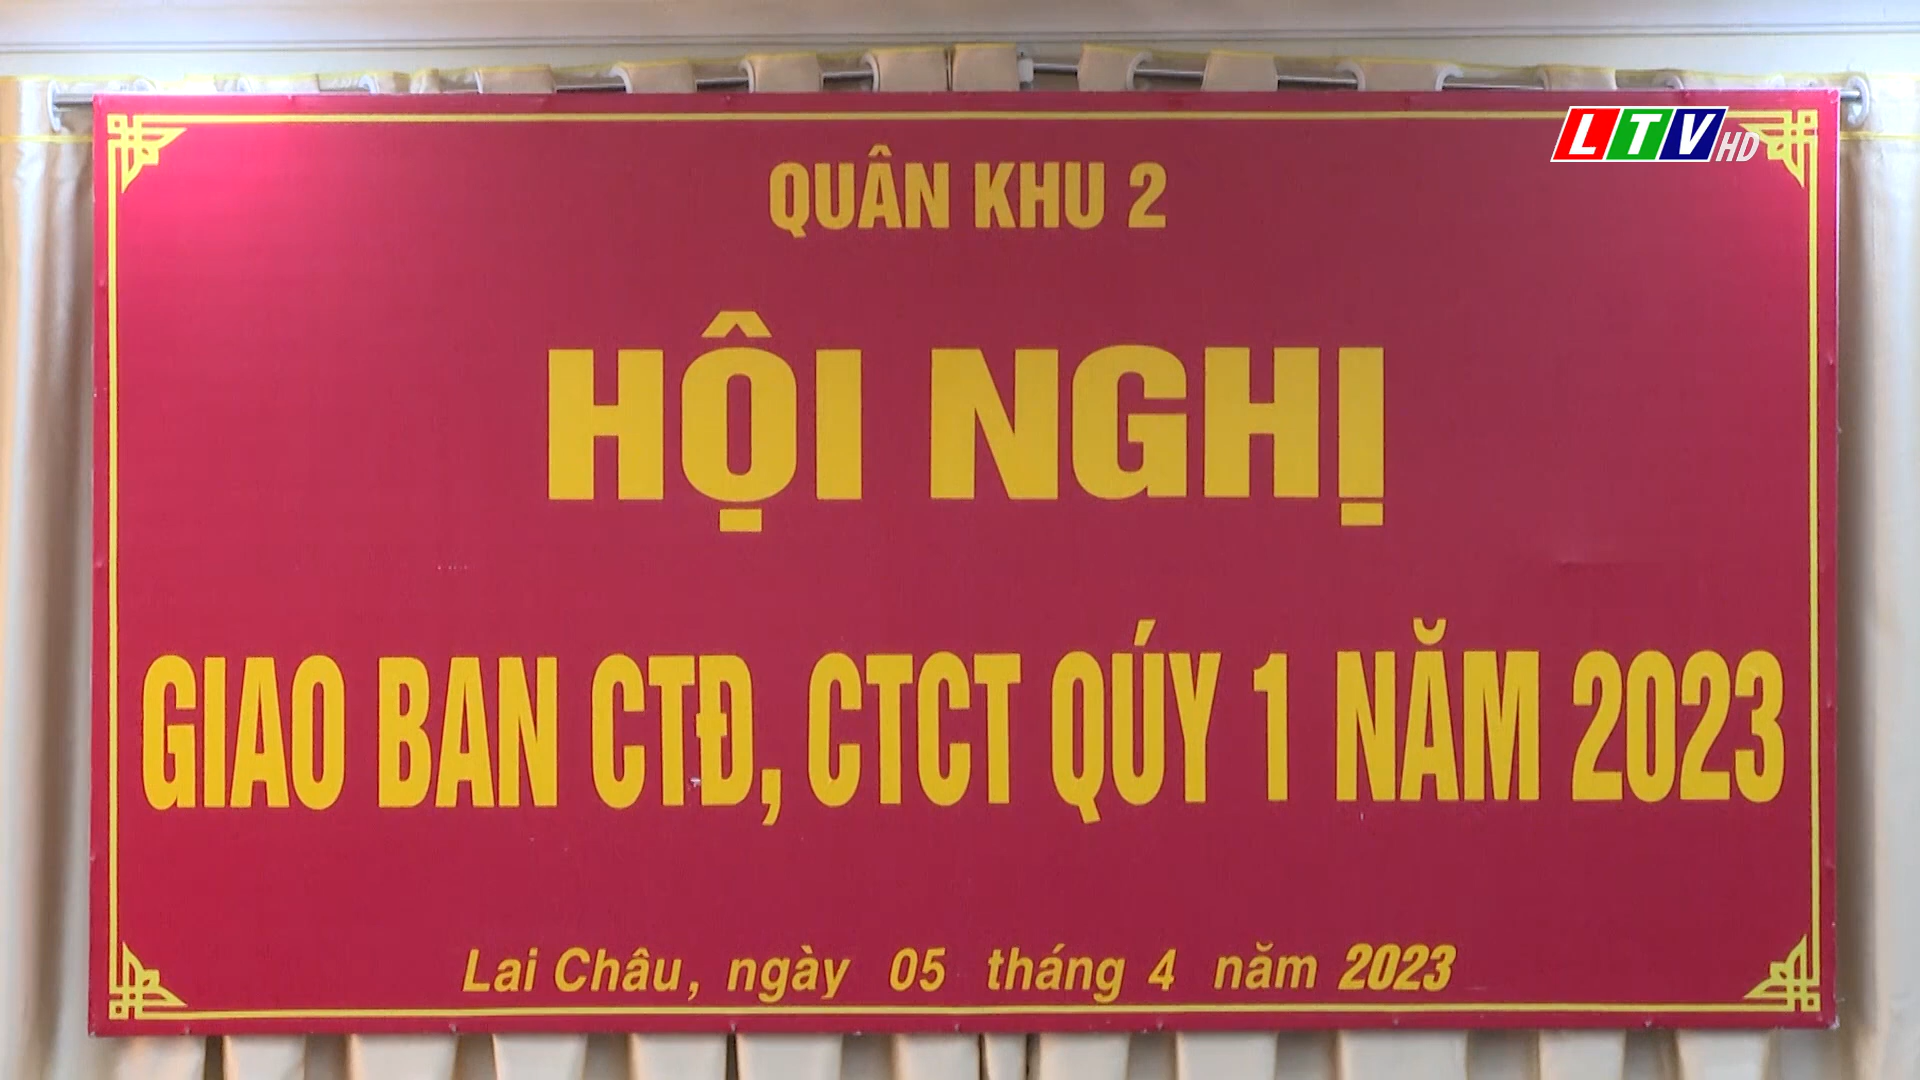 LTV HD
QUÂN KHU 2
HỘI NGHỊ
GIAO BAN CTĐ, CTCT QÚY 1 NĂM 2023
Lai Châu, ngày 05 tháng 4 năm 2023